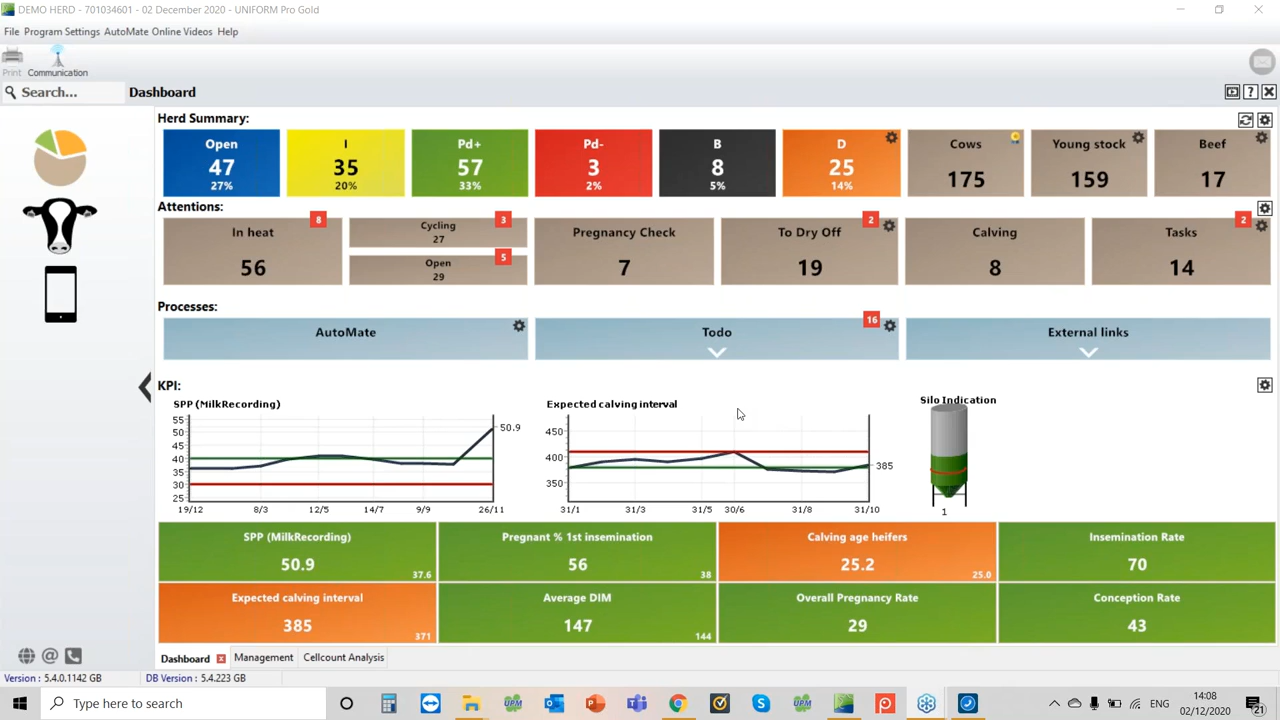 DEMO HERD - 701034601 - 02 December 2020 - UNIFORM Pro Gold
File Program Settings AutoMate Online Videos Help
Print Communication
Search... Dashboard
Herd Summary:
Open I Pd+ Pd- B D Cows Young stock Beef
47 35 57 3 8 25 175 159 17
27% 20% 33% 2% 5% 14%
Attentions:
8 3 2 2
In heat Cycling Pregnancy Check To Dry Off Calving Tasks
27
56 5 7 19 8 14
Open
29
Processes:
16
AutoMate Todo External links
KPI:
SPP (MilkRecording) Expected calving interval Silo Indication
55
50 50.9 450
45
40 400 385
35
30 350
25
19/12 8/3 12/5 14/7 9/9 26/11 31/1 31/3 31/5 30/6 31/8 31/10 1
SPP (MilkRecording) Pregnant % 1st insemination Calving age heifers Insemination Rate
50.9 56 25.2 70
37.6 38 25.0
Expected calving interval Average DIM Overall Pregnancy Rate Conception Rate
385 147 29 43
371 144
Dashboard Management Cellcount Analysis
Version : 5.4.0.1142 GB DB Version : 5.4.223 GB
Type here to search
UPM UPM ENG
14:08
02/12/2020
21